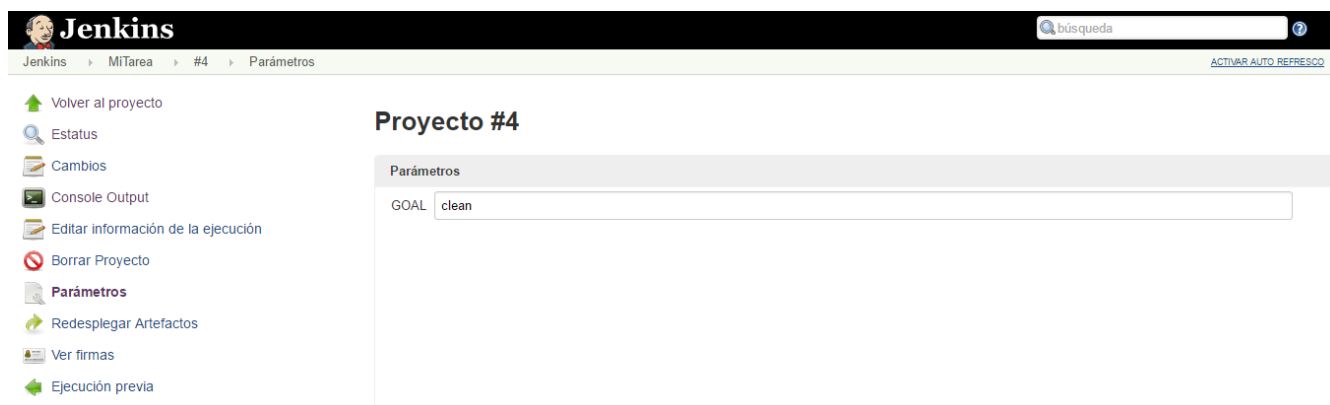 Jenkins
búsqueda
Jenkins MiTarea #4 Parámetros
ACTIVAR AUTO REFRESCO
Volver al proyecto
Estatus
Cambios
Console Output
Editar información de la ejecución
Borrar Proyecto
Parámetros
Redesplegar Artefactos
Ver firmas
Ejecución previa
Proyecto #4
Parámetros
GOAL clean